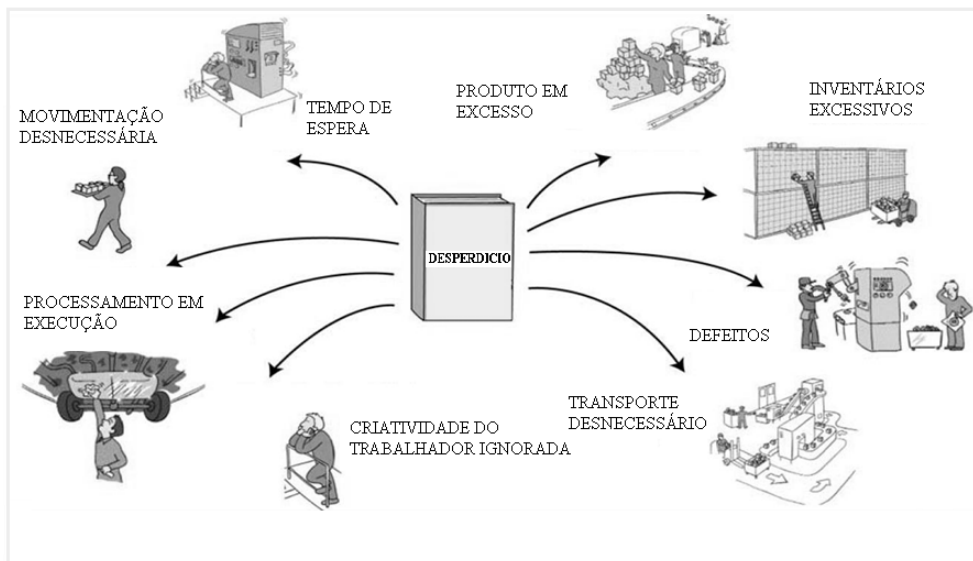 MOVIMENTAÇÃO
DESNECESSÁRIA
TEMPO DE
ESPERA
PRODUTO EM
EXCESSO
INVENTÁRIOS
EXCESSIVOS
DESPERDICIO
PROCESSAMENTO EM
EXECUÇÃO
DEFEITOS
CRIATIVIDADE DO
TRABALHADOR IGNORADA
TRANSPORTE
DESNECESSÁRIO